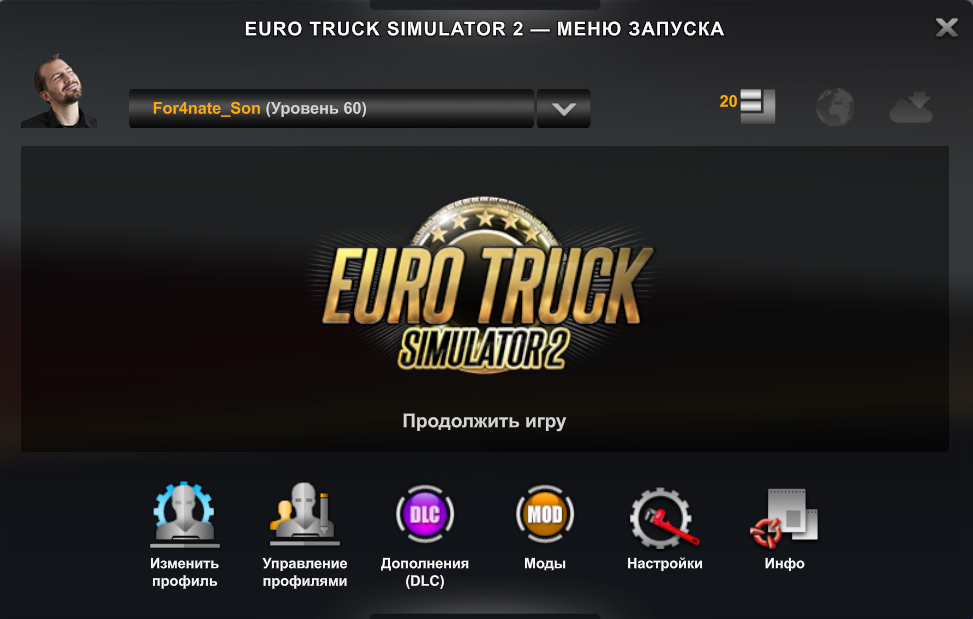 EURO TRUCK SIMULATOR 2 — МЕНЮ ЗАПУСКА
For4nate_Son (Уровень 60)
20
EURO TRUCK
SIMULATOR 2
Продолжить игру
DLC
MOD
Изменить
профиль
Управление
профилями
Дополнения
(DLC)
Моды
Настройки
Инфо